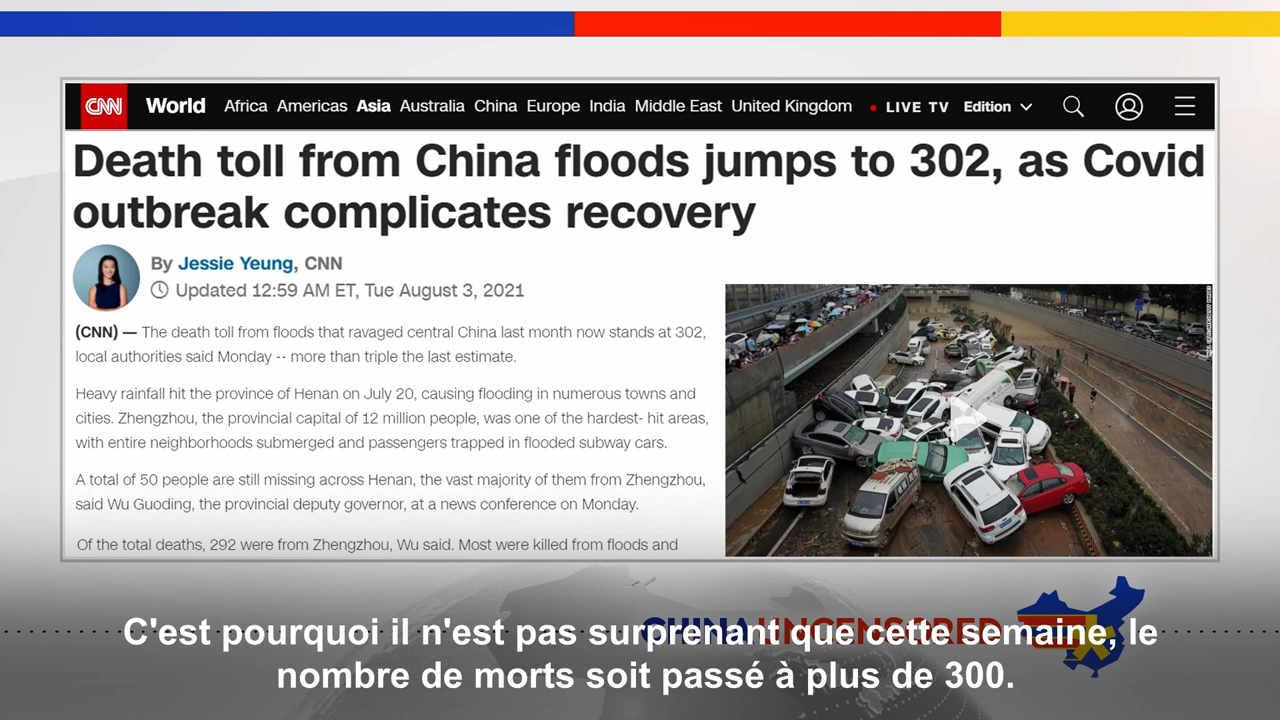 CNN World Africa Americas Asia Australia China Europe India Middle East United Kingdom LIVE TV Edition
Death toll from China floods jumps to 302, as Covid
outbreak complicates recovery
By Jessie Yeung, CNN
Updated 12:59 AM ET, Tue August 3, 2021
(CNN) — The death toll from floods that ravaged central China last month now stands at 302,
local authorities said Monday -- more than triple the last estimate.
Heavy rainfall hit the province of Henan on July 20, causing flooding in numerous towns and
cities. Zhengzhou, the provincial capital of 12 million people, was one of the hardest- hit areas,
with entire neighborhoods submerged and passengers trapped in flooded subway cars.
A total of 50 people are still missing across Henan, the vast majority of them from Zhengzhou,
said Wu Guoding, the provincial deputy governor, at a news conference on Monday.
Of the total deaths, 292 were from Zhengzhou, Wu said. Most were killed from floods and
CHINA UNCENSORED
C'est pourquoi il n'est pas surprenant que cette semaine, le
nombre de morts soit passé à plus de 300.